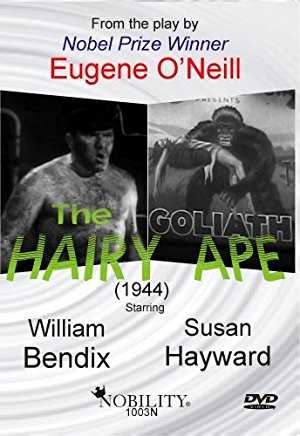 From the play by
Nobel Prize Winner
Eugene O'Neill
PRESENTS
GOLIATH
The
HAIRY APE
(1944)
Starring
William
Bendix
Susan
Hayward
NOBILITY®
1003N
DVD
VIDEO